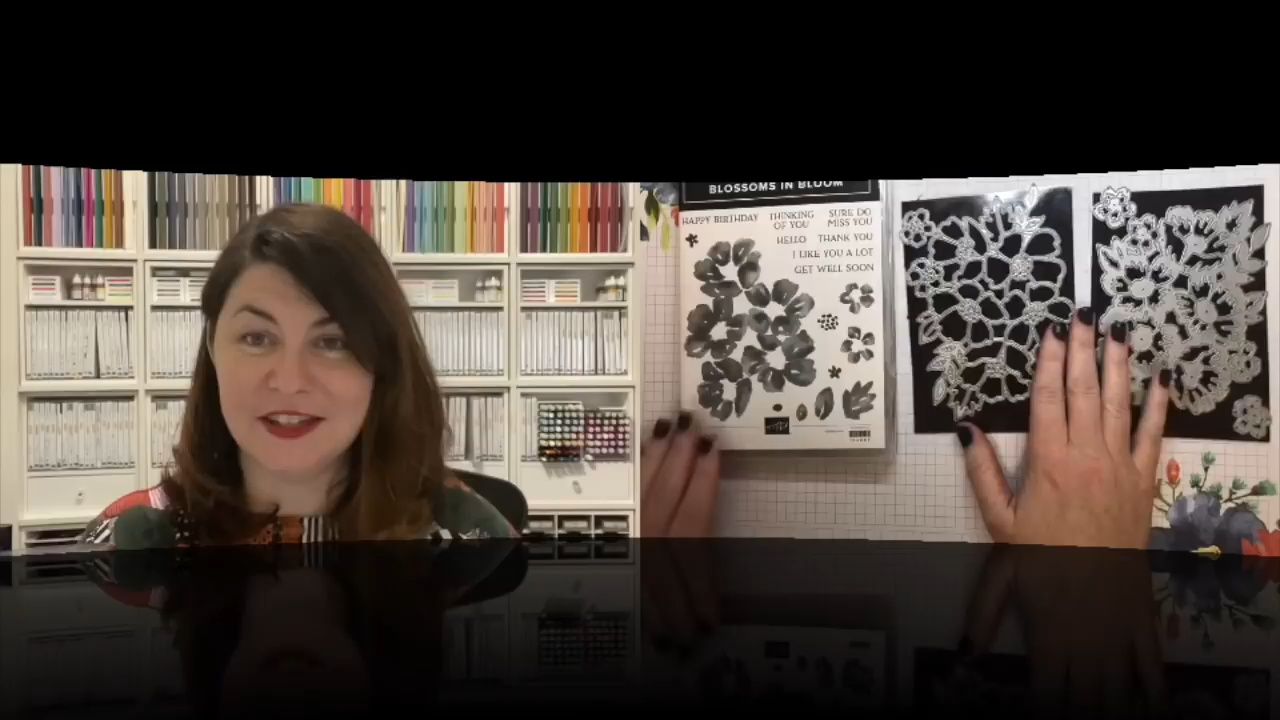 BLOSSOMS IN BLOOM
HAPPY BIRTHDAY
THINKING
OF YOU
SURE DO
MISS YOU
HELLO
THANK YOU
I LIKE YOU A LOT
GET WELL SOON